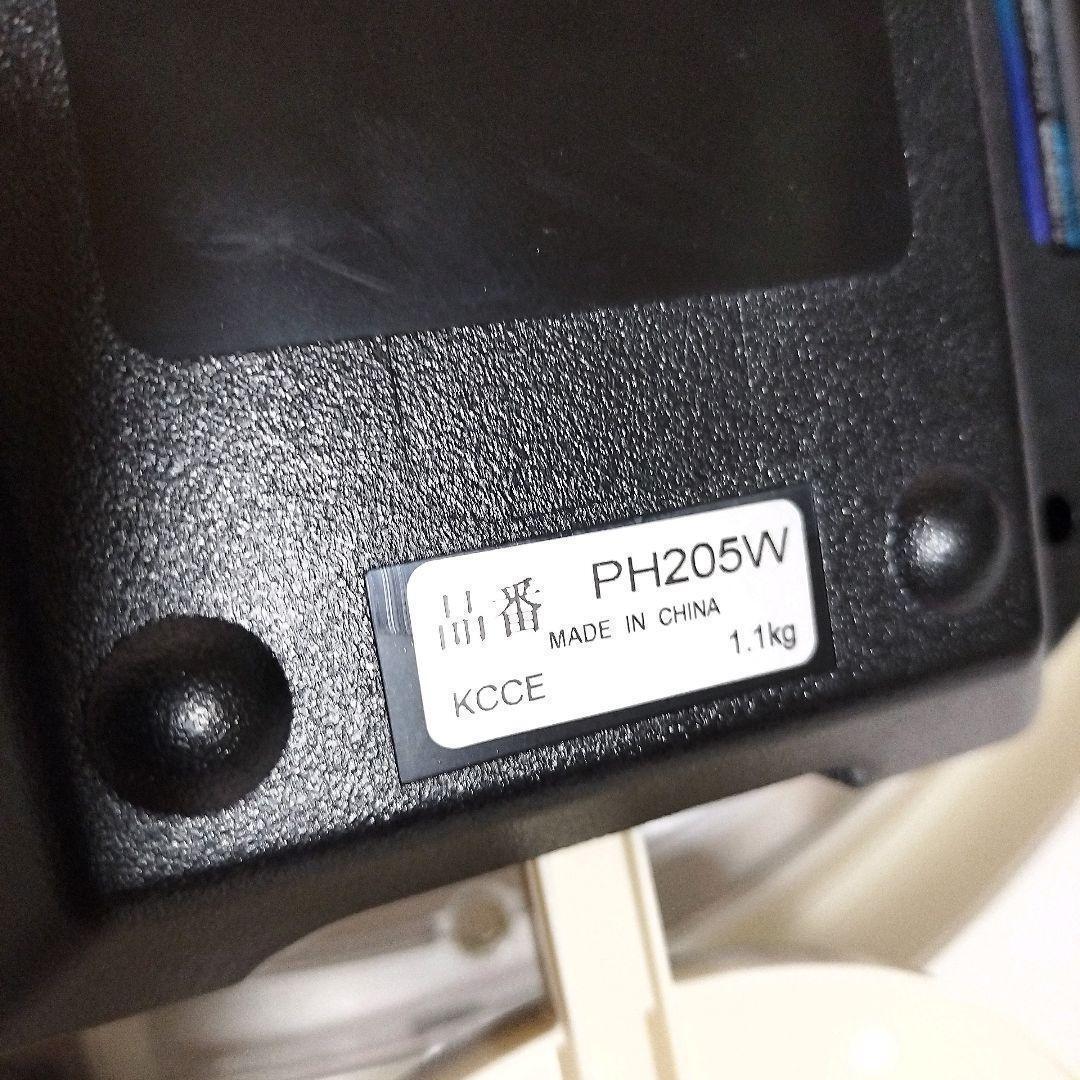 品番 PH205W
MADE IN CHINA
1.1kg
KCCE